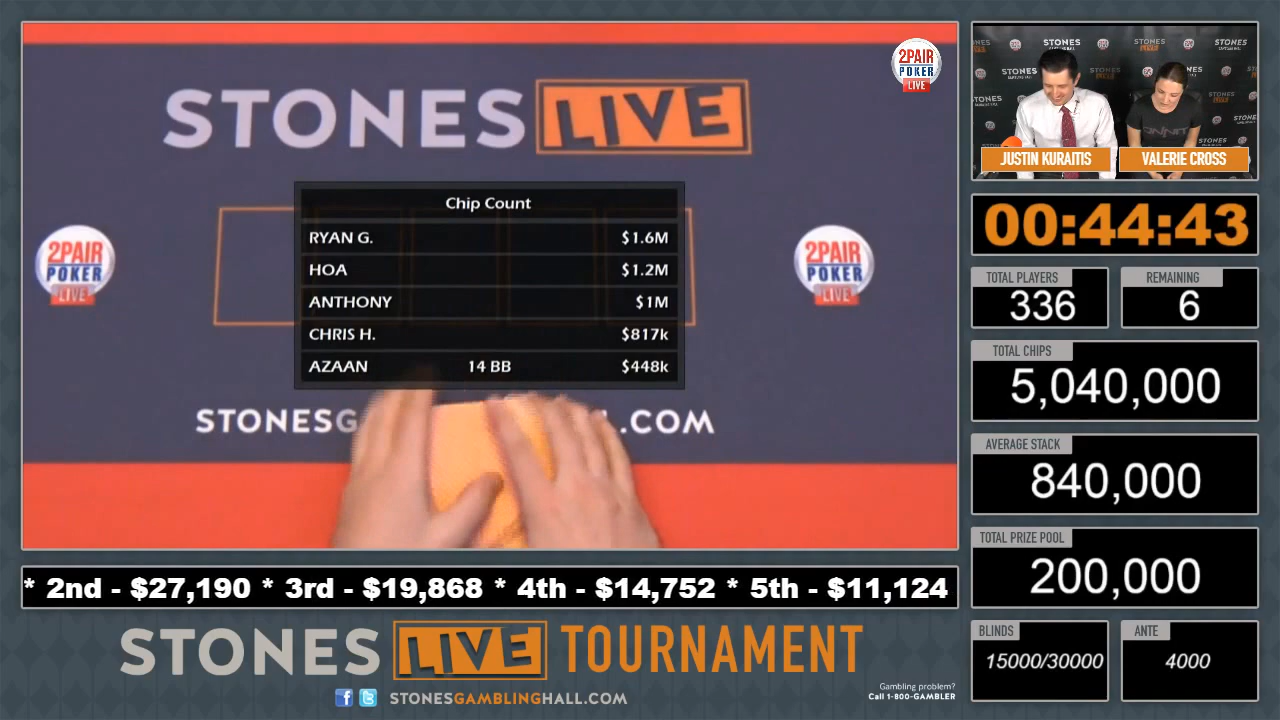 2PAIR
POKER
LIVE
STONES LIVE
Chip Count
RYAN G. $1.6M
HOA $1.2M
ANTHONY $1M
CHRIS H. $817k
AZAAN 14 BB $448k
2PAIR
POKER
LIVE
2PAIR
POKER
LIVE
STONESGA HALL.COM
* 2nd - $27,190 * 3rd - $19,868 * 4th - $14,752 * 5th - $11,124
STONES LIVE TOURNAMENT
STONESGAMBLINGHALL.COM
Gambling problem?
Call 1-800-GAMBLER
STONES
STONES
STONES
JUSTIN KURAITIS
VALERIE CROSS
00:44:43
TOTAL PLAYERS
336
REMAINING
6
TOTAL CHIPS
5,040,000
AVERAGE STACK
840,000
TOTAL PRIZE POOL
200,000
BLINDS
15000/30000
ANTE
4000